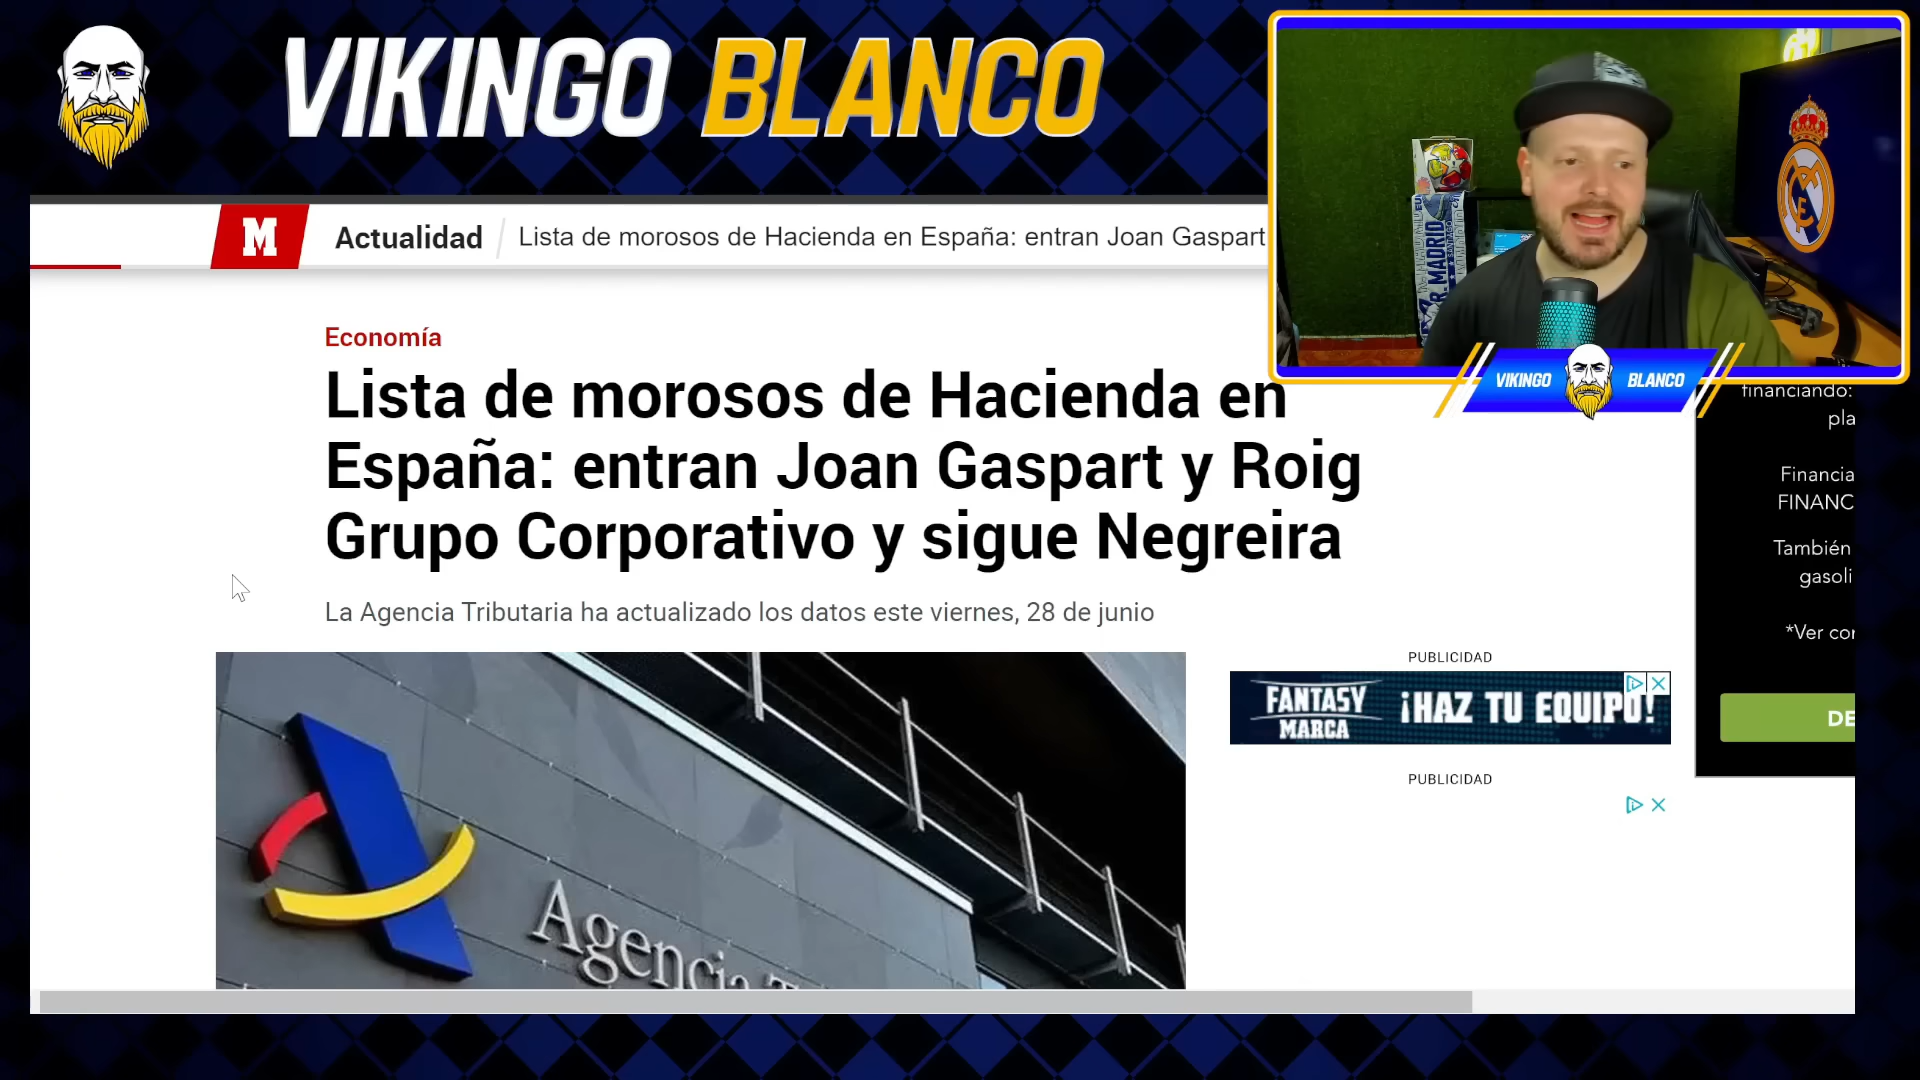 VIKINGO BLANCO
M
Actualidad
Lista de morosos de Hacienda en España: entran Joan Gaspart
Economía
Lista de morosos de Hacienda en
España: entran Joan Gaspart y Roig
Grupo Corporativo y sigue Negreira
La Agencia Tributaria ha actualizado los datos este viernes, 28 de junio
Agencia T
R.MADRID
VIKINGO
BLANCO
financiando:
pla
Financia
FINANC
También
gasoli
*Ver con
DE
PUBLICIDAD
FANTASY
MARCA
¡HAZ TU EQUIPO!
PUBLICIDAD